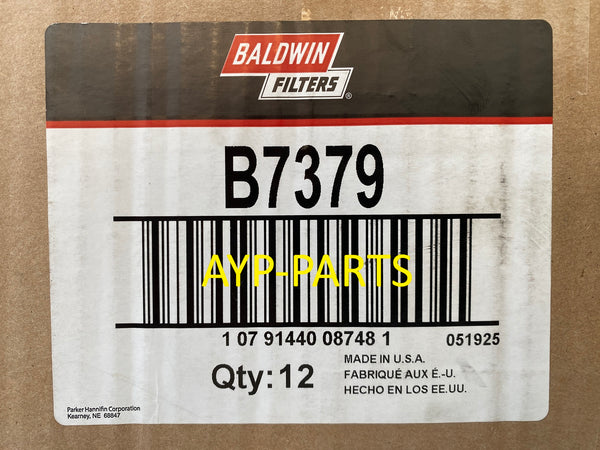 BALDWIN
FILTERS®
B7379
AYP-PARTS
1 07 91440 08748 1
051925
Qty: 12
MADE IN U.S.A.
FABRIQUÉ AUX É.-U.
HECHO EN LOS EE.UU.
Parker Hannifin Corporation
Kearney, NE 68847